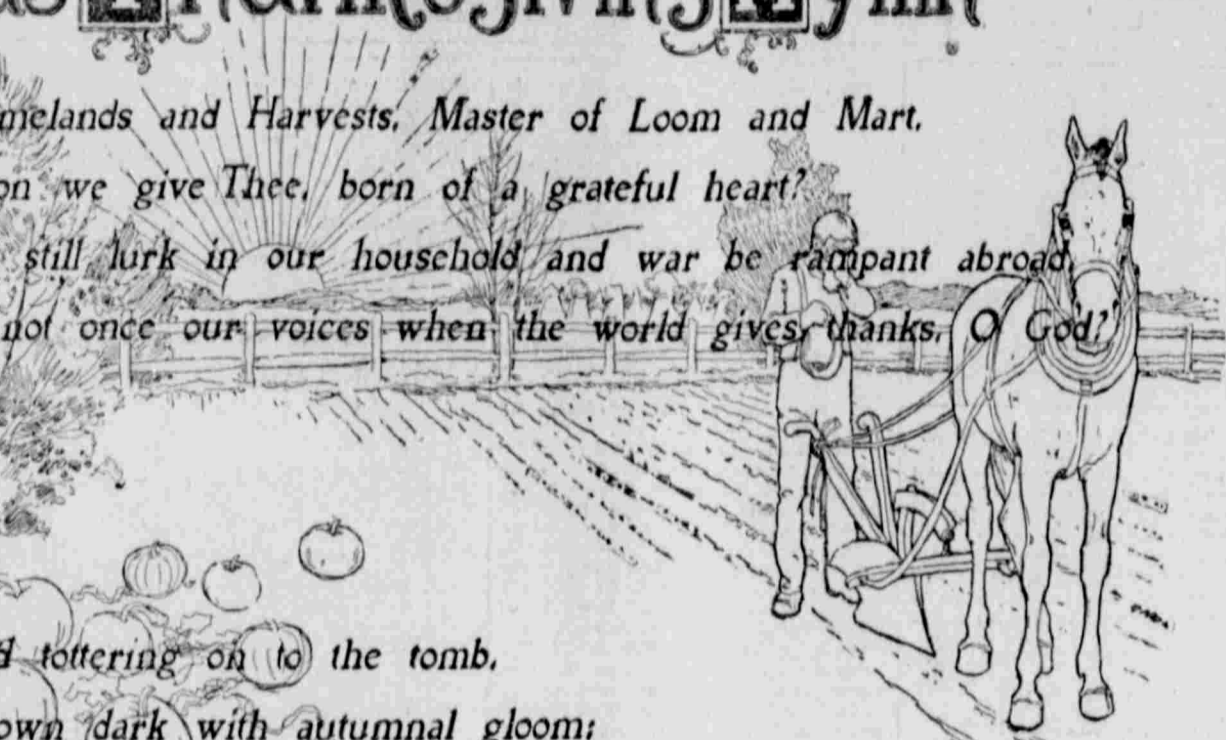 Thanksgiving Hymn
melands and Harvests, Master of Loom and Mart,
on we give Thee, born of a grateful heart?
still lurk in our household and war be rampant abroad,
not once our voices when the world gives thanks, O God?
tottering on to the tomb,
own dark with autumnal gloom;